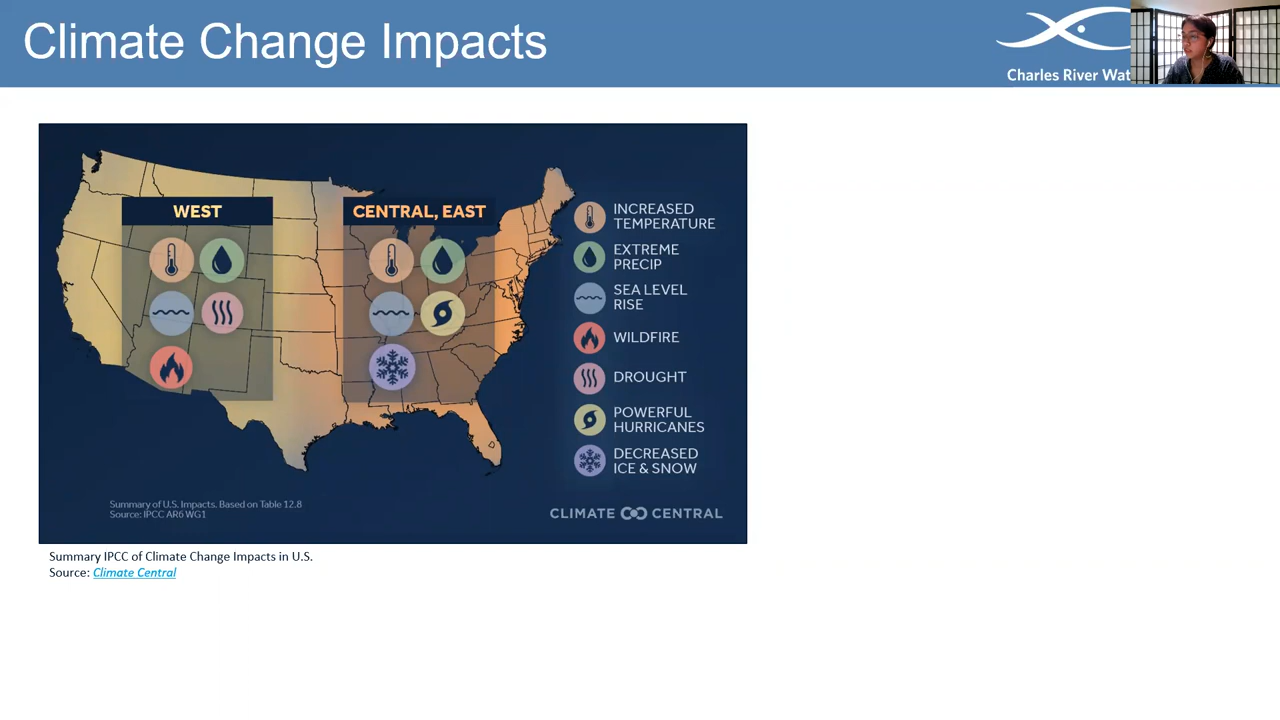 Climate Change Impacts
Charles River Wat
WEST
CENTRAL, EAST
INCREASED
TEMPERATURE
EXTREME
PRECIP
SEA LEVEL
RISE
WILDFIRE
DROUGHT
POWERFUL
HURRICANES
DECREASED
ICE & SNOW
Summary of U.S. Impacts. Based on Table 12.8
Source: IPCC AR6 WG1
CLIMATE CENTRAL
Summary IPCC of Climate Change Impacts in U.S.
Source: Climate Central